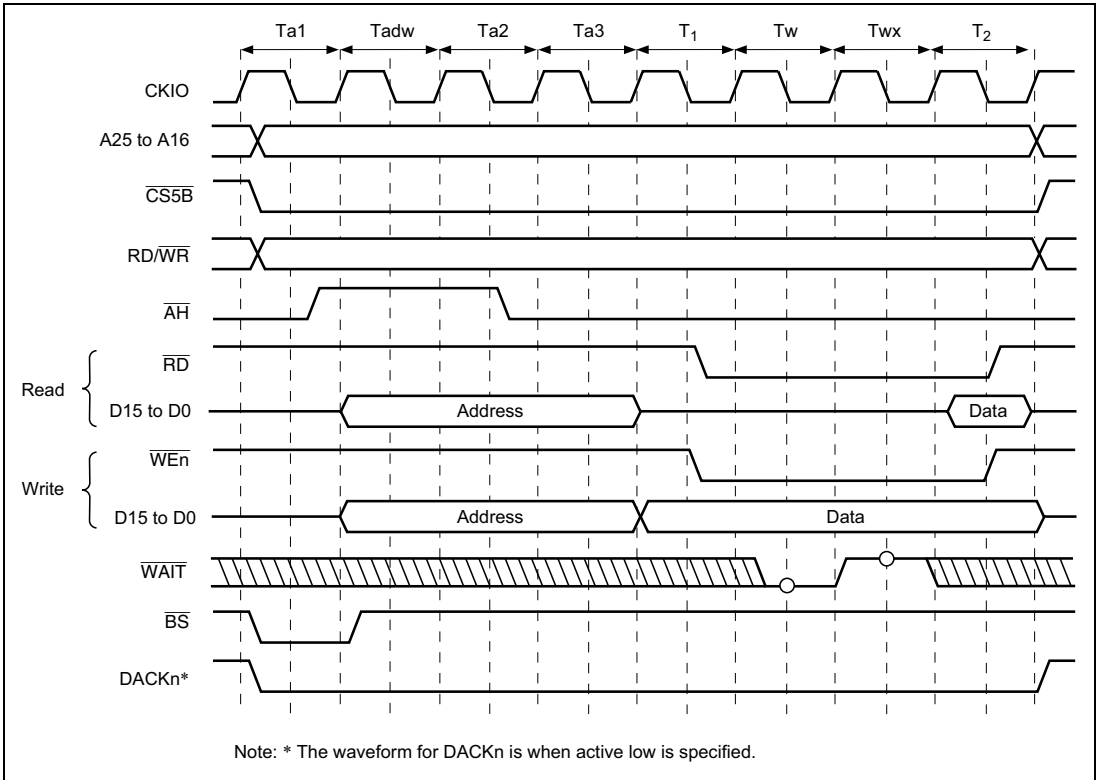 Ta1 Tadw Ta2 Ta3 T1 Tw Twx T2
CKIO
A25 to A16
CS5B
RD/WR
AH
RD
Read
D15 to D0 Address Data
WEn
Write
D15 to D0 Address Data
WAIT
BS
DACKn*
Note: * The waveform for DACKn is when active low is specified.